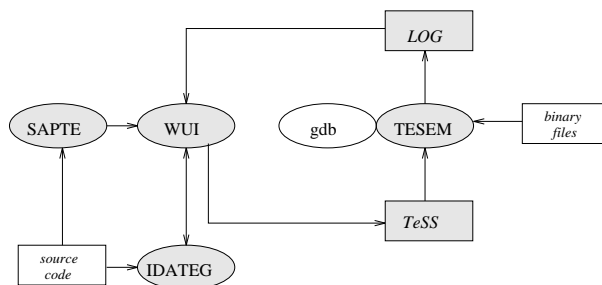 LOG
SAPTE
WUI
gdb
TESEM
binary
files
TeSS
source
code
IDATEG